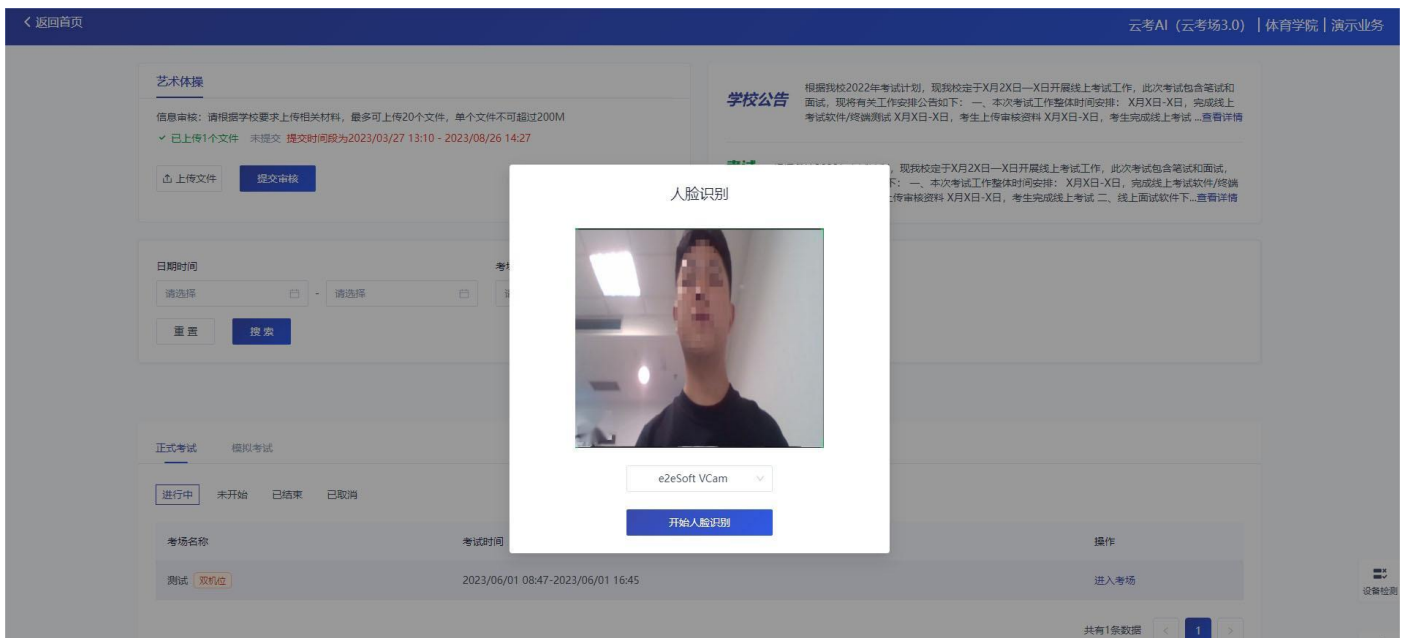 返回首页
云考AI（云考场3.0）｜体育学院｜演示业务
艺术体操
信息审核：请根据学校要求上传相关材料，最多可上传20个文件，单个文件不可超过200M
已上传1个文件 未提交 提交时间段为2023/03/27 13:10 - 2023/08/26 14:27
上传文件
提交审核
学校公告
根据我校2022年考试计划，现我校定于X月2X日—X日开展线上考试工作，此次考试包含笔试和
面试，现将有关工作安排公告如下： 一、本次考试工作整体时间安排： X月X日-X日，完成线上
考试软件/终端测试 X月X日-X日，考生上传审核资料 X月X日-X日，考生完成线上考试 ...查看详情
，现我校定于X月2X日—X日开展线上考试工作，此次考试包含笔试和面试，
： 一、本次考试工作整体时间安排： X月X日-X日，完成线上考试软件/终端
上传审核资料 X月X日-X日，考生完成线上考试 二、线上面试软件下...查看详情
人脸识别
日期时间
请选择 - 请选择
重置
搜索
e2eSoft VCam
开始人脸识别
正式考试 模拟考试
进行中 未开始 已结束 已取消
考场名称 考试时间 操作
测试 双机位 2023/06/01 08:47-2023/06/01 16:45 进入考场
设备检测
共有1条数据 < 1 >